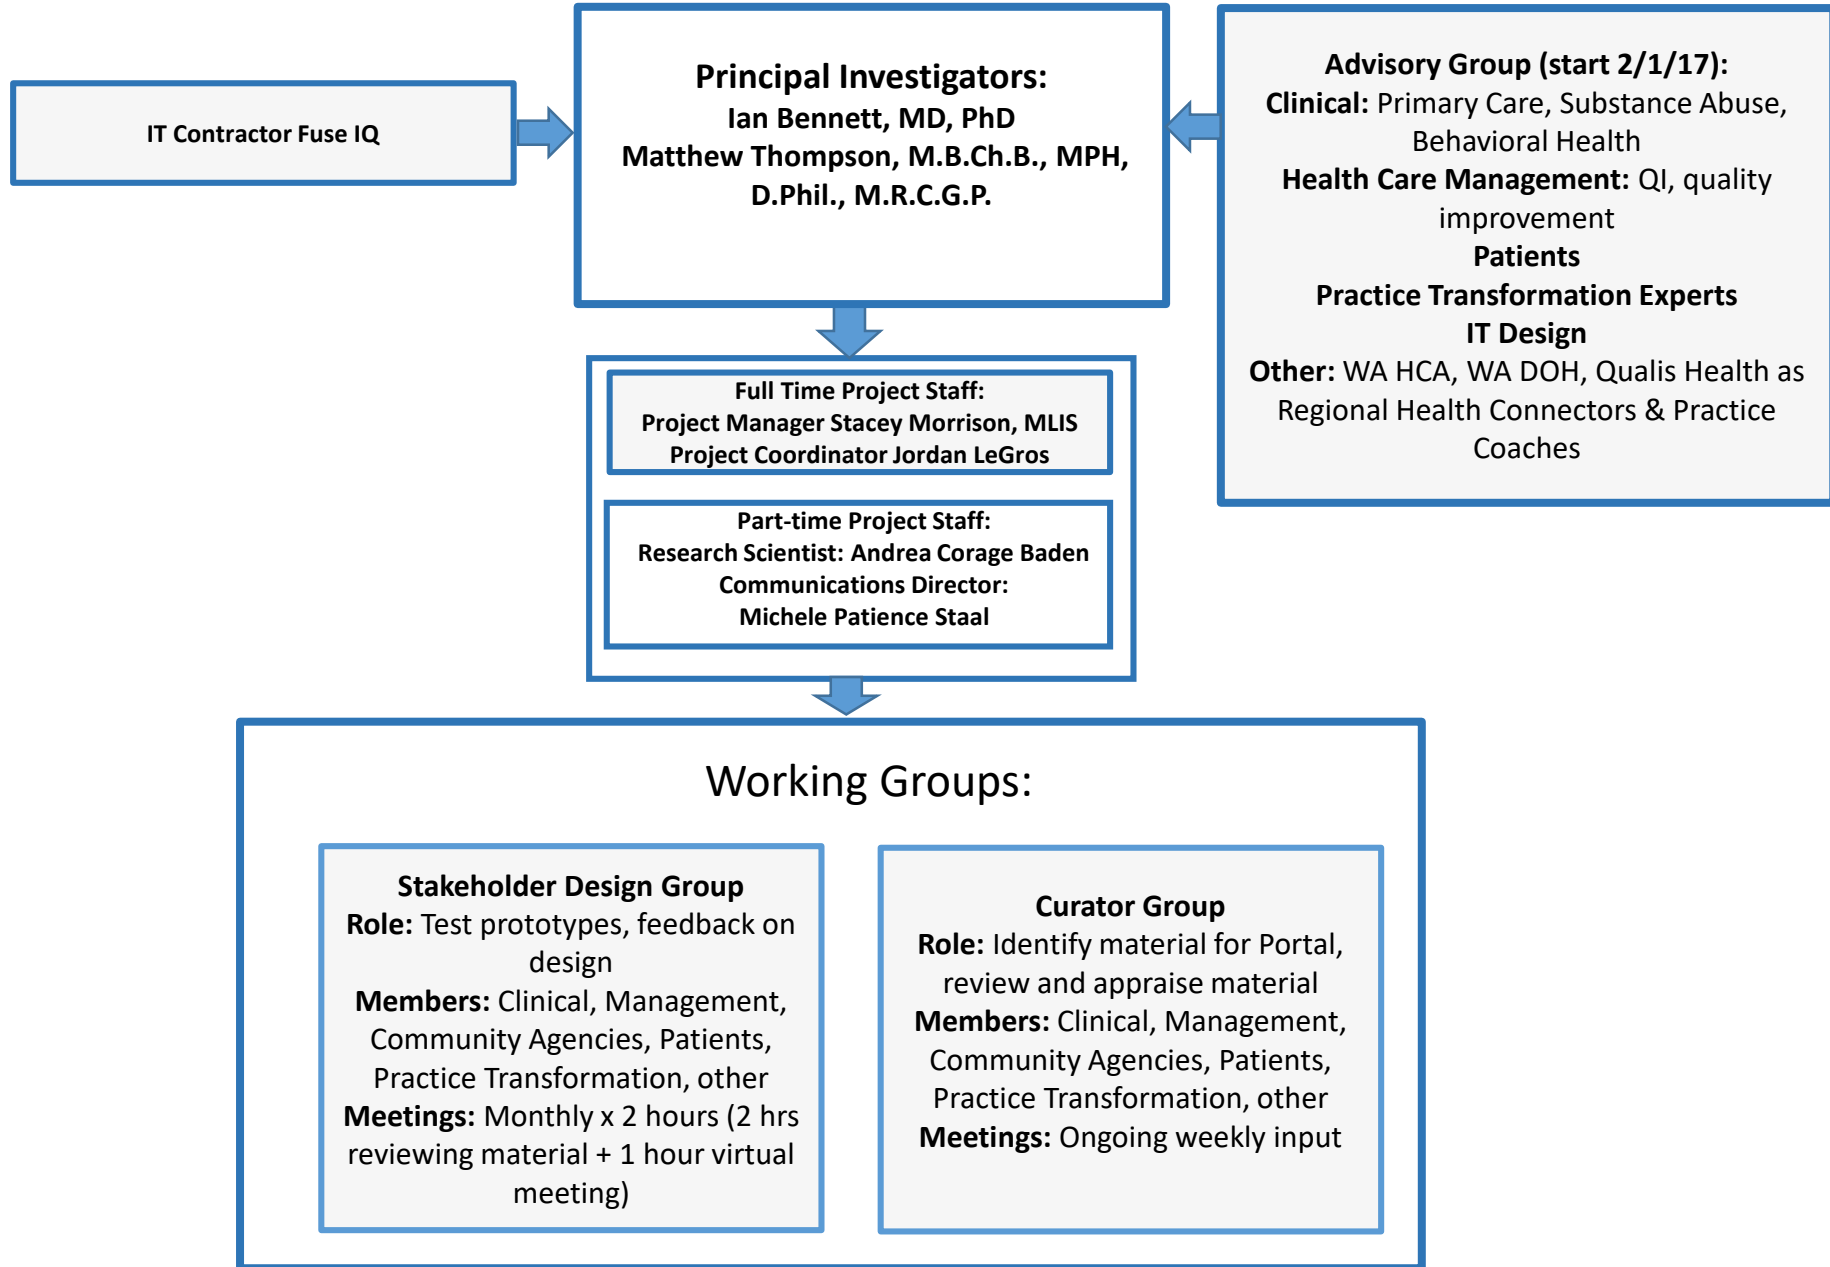 IT Contractor Fuse IQ
Principal Investigators:
Ian Bennett, MD, PhD
Matthew Thompson, M.B.Ch.B., MPH,
D.Phil., M.R.C.G.P.
Advisory Group (start 2/1/17):
Clinical: Primary Care, Substance Abuse,
Behavioral Health
Health Care Management: QI, quality
improvement
Patients
Practice Transformation Experts
IT Design
Other: WA HCA, WA DOH, Qualis Health as
Regional Health Connectors & Practice
Coaches
Full Time Project Staff:
Project Manager Stacey Morrison, MLIS
Project Coordinator Jordan LeGros
Part-time Project Staff:
Research Scientist: Andrea Corage Baden
Communications Director:
Michele Patience Staal
Working Groups:
Stakeholder Design Group
Role: Test prototypes, feedback on
design
Members: Clinical, Management,
Community Agencies, Patients,
Practice Transformation, other
Meetings: Monthly x 2 hours (2 hrs
reviewing material + 1 hour virtual
meeting)
Curator Group
Role: Identify material for Portal,
review and appraise material
Members: Clinical, Management,
Community Agencies, Patients,
Practice Transformation, other
Meetings: Ongoing weekly input